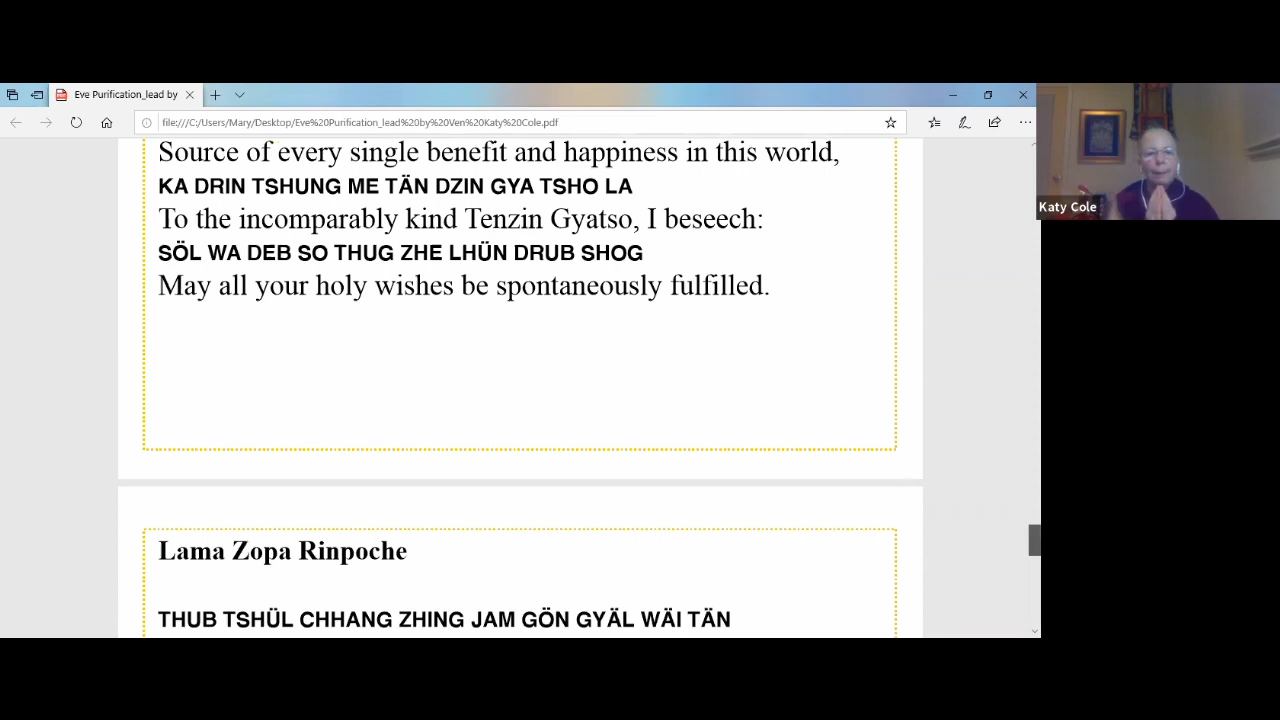 Eve Purification_lead by
file:///C:/Users/Mary/Desktop/Eve%20Purification_lead%20by%20Ven%20Katy%20Cole.pdf
Source of every single benefit and happiness in this world,
KA DRIN TSHUNG ME TÄN DZIN GYA TSHO LA
To the incomparably kind Tenzin Gyatso, I beseech:
SÖL WA DEB SO THUG ZHE LHÜN DRUB SHOG
May all your holy wishes be spontaneously fulfilled.
Lama Zopa Rinpoche
THUB TSHÜL CHHANG ZHING JAM GÖN GYÄL WÄI TÄN
Katy Cole